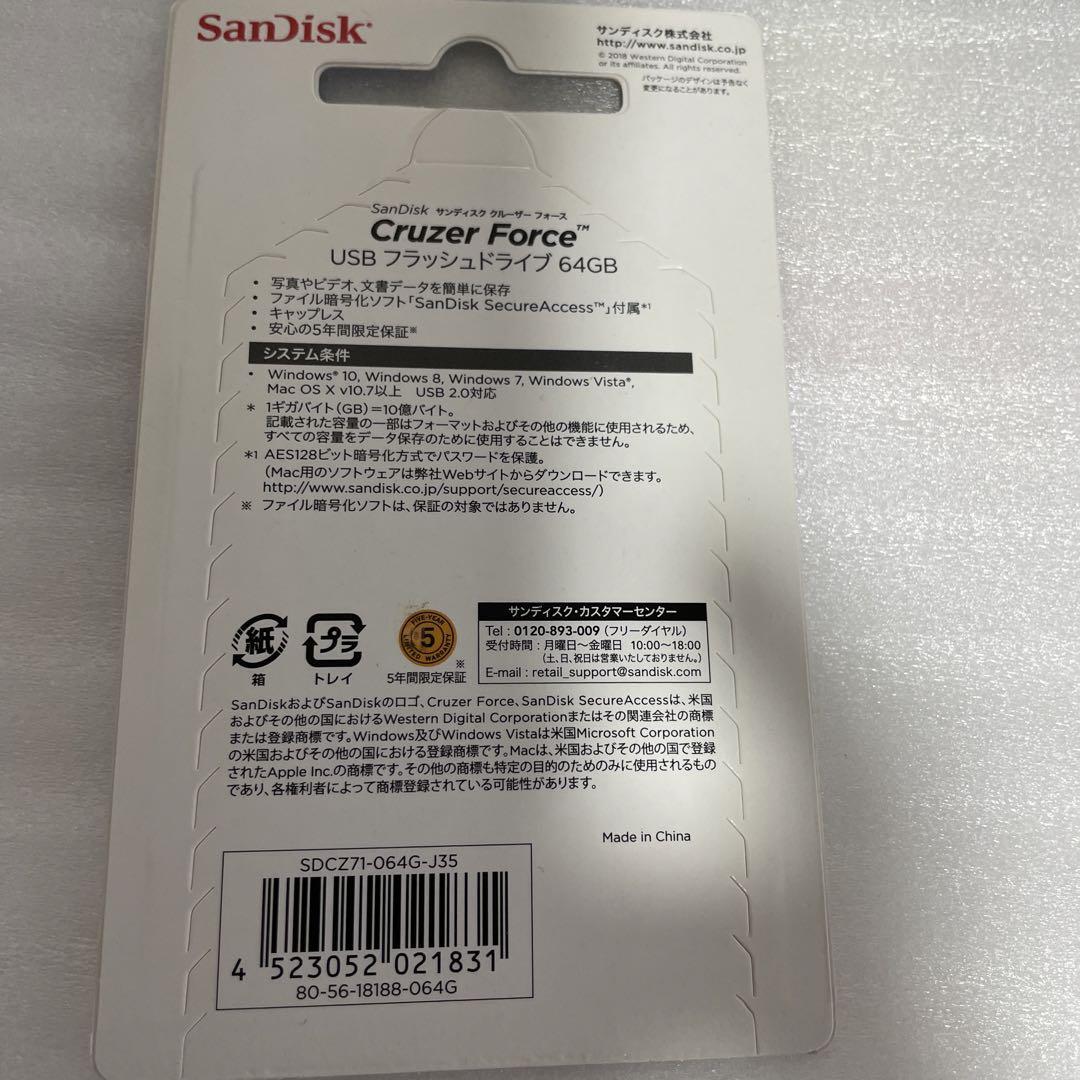 SanDisk
サンディスク株式会社
http://www.sandisk.co.jp
© 2018 Western Digital Corporation
or its affiliates. All rights reserved.
パッケージのデザインは予告なく
変更になることがあります。
SanDisk サンディスク クルーザー フォース
Cruzer Force™
USB フラッシュドライブ 64GB
• 写真やビデオ、文書データを簡単に保存
• ファイル暗号化ソフト「SanDisk SecureAccess™」付属*1
• キャップレス
• 安心の5年間限定保証※
システム条件
• Windows® 10, Windows 8, Windows 7, Windows Vista®,
Mac OS X v10.7以上 USB 2.0対応
* 1ギガバイト(GB)=10億バイト。
記載された容量の一部はフォーマットおよびその他の機能に使用されるため、
すべての容量をデータ保存のために使用することはできません。
*1 AES128ビット暗号化方式でパスワードを保護。
(Mac用のソフトウェアは弊社Webサイトからダウンロードできます。
http://www.sandisk.co.jp/support/secureaccess/)
※ ファイル暗号化ソフトは、保証の対象ではありません。
紙
箱
プラ
トレイ
FIVE-YEAR
5
LIMITED WARRANTY
※
5年間限定保証
サンディスク・カスタマーセンター
Tel : 0120-893-009 (フリーダイヤル)
受付時間 : 月曜日〜金曜日 10:00〜18:00
(土、日、祝日は営業いたしておりません。)
E-mail : retail_support@sandisk.com
SanDiskおよびSanDiskのロゴ、Cruzer Force、SanDisk SecureAccessは、米国
およびその他の国におけるWestern Digital Corporationまたはその関連会社の商標
または登録商標です。Windows及びWindows Vistaは米国Microsoft Corporation
の米国およびその他の国における登録商標です。Macは、米国およびその他の国で登録
されたApple Inc.の商標です。その他の商標も特定の目的のためのみに使用されるもの
であり、各権利者によって商標登録されている可能性があります。
Made in China
SDCZ71-064G-J35
4 523052 021831
80-56-18188-064G